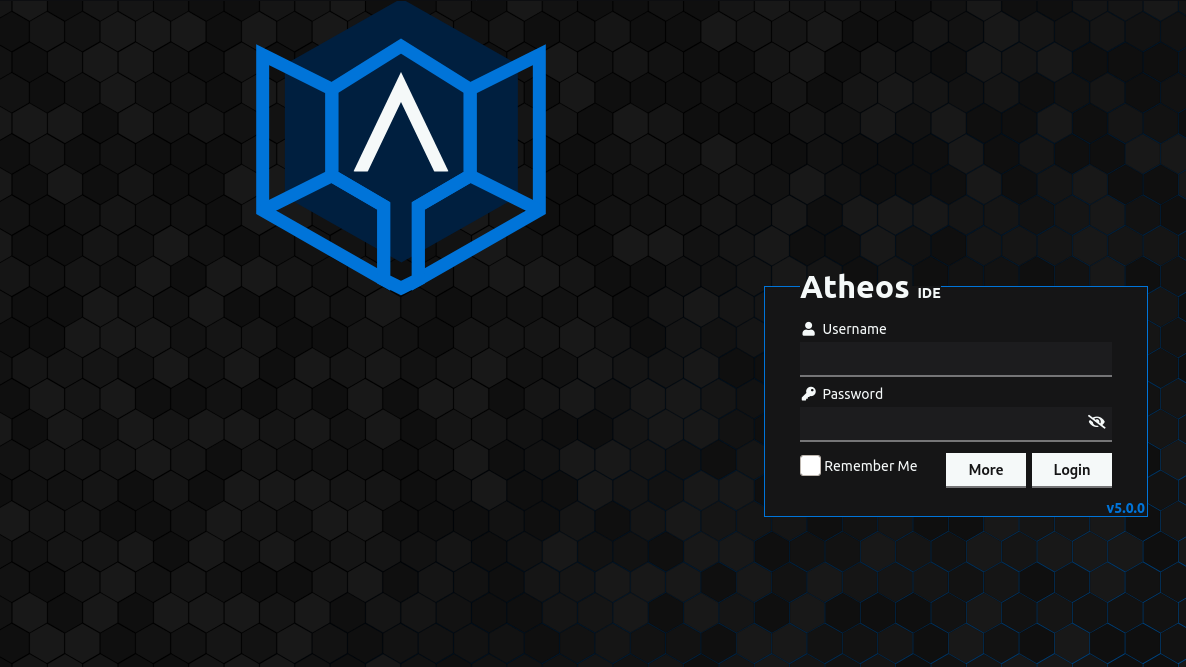 Atheos IDE
Username
Password
Remember Me
More
Login
v5.0.0